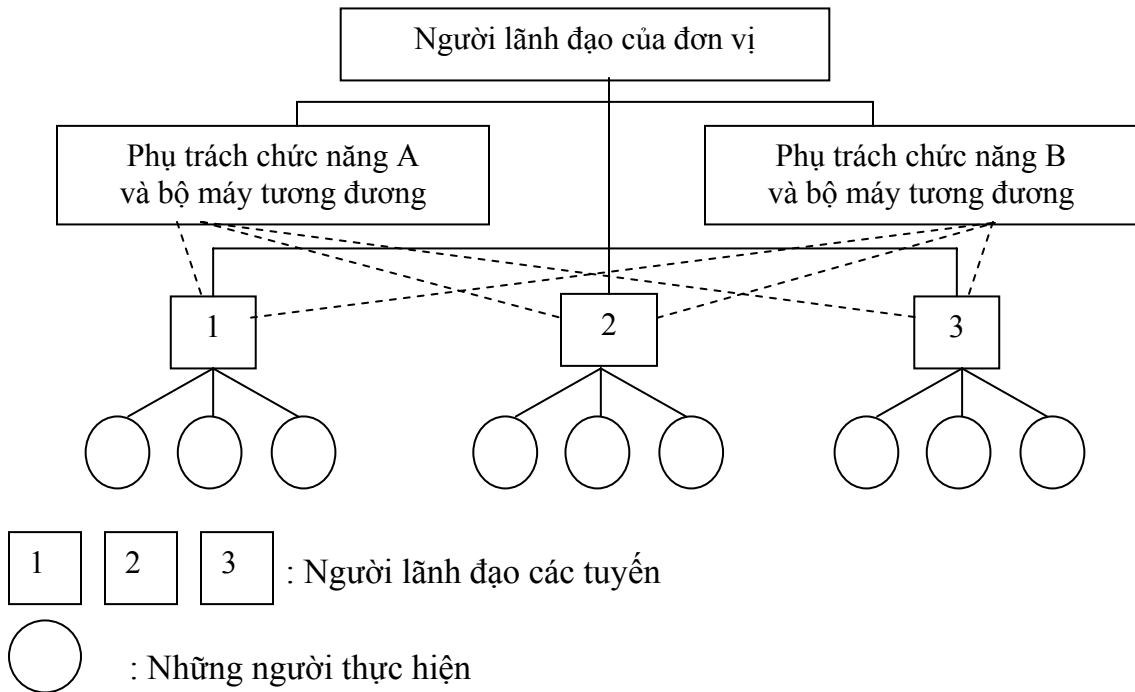 Người lãnh đạo của đơn vị
Phụ trách chức năng A
và bộ máy tương đương
Phụ trách chức năng B
và bộ máy tương đương
1
2
3
1 2 3 : Người lãnh đạo các tuyến
: Những người thực hiện